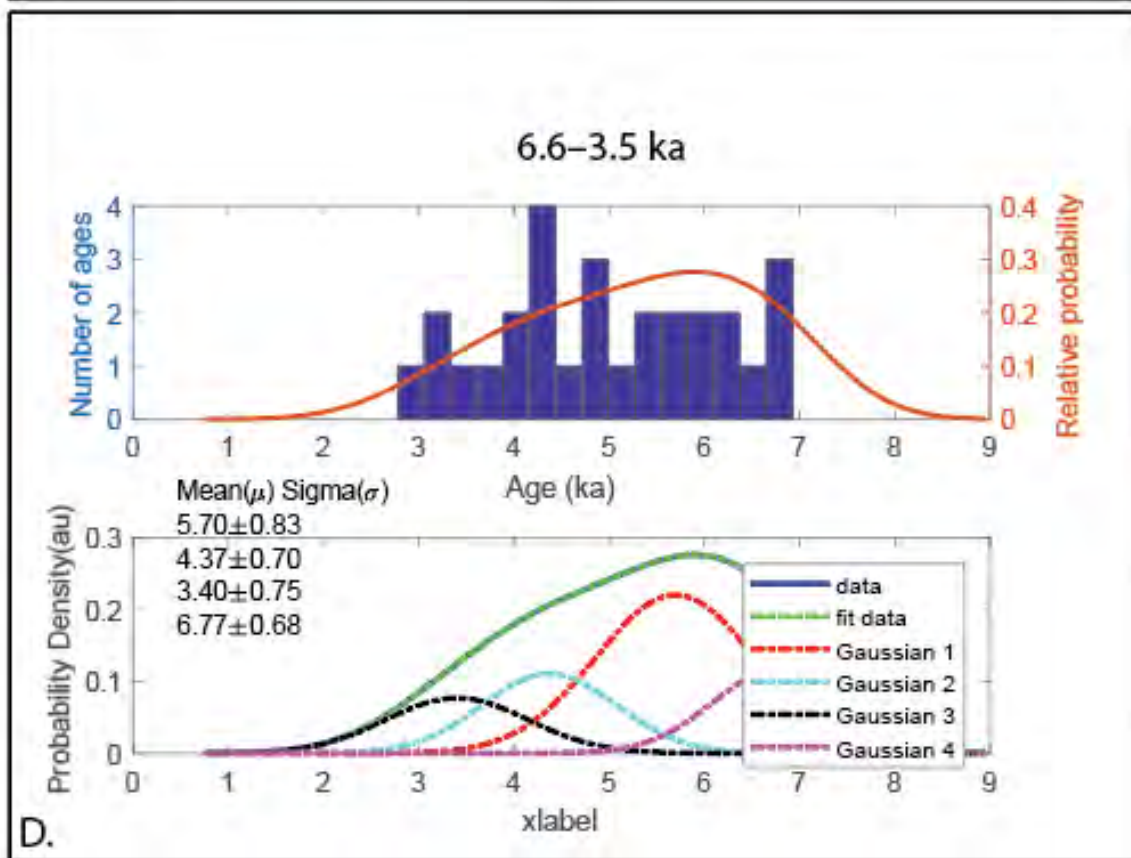 6.6–3.5 ka
Number of ages
4
3
2
1
0
Relative probability
0.4
0.3
0.2
0.1
0
0 1 2 3 4 5 6 7 8 9
Age (ka)
Mean(μ) Sigma(σ)
5.70±0.83
4.37±0.70
3.40±0.75
6.77±0.68
Probability Density(au)
0.3
0.2
0.1
0
data
fit data
Gaussian 1
Gaussian 2
Gaussian 3
Gaussian 4
0 1 2 3 4 5 6 7 8 9
xlabel
D.